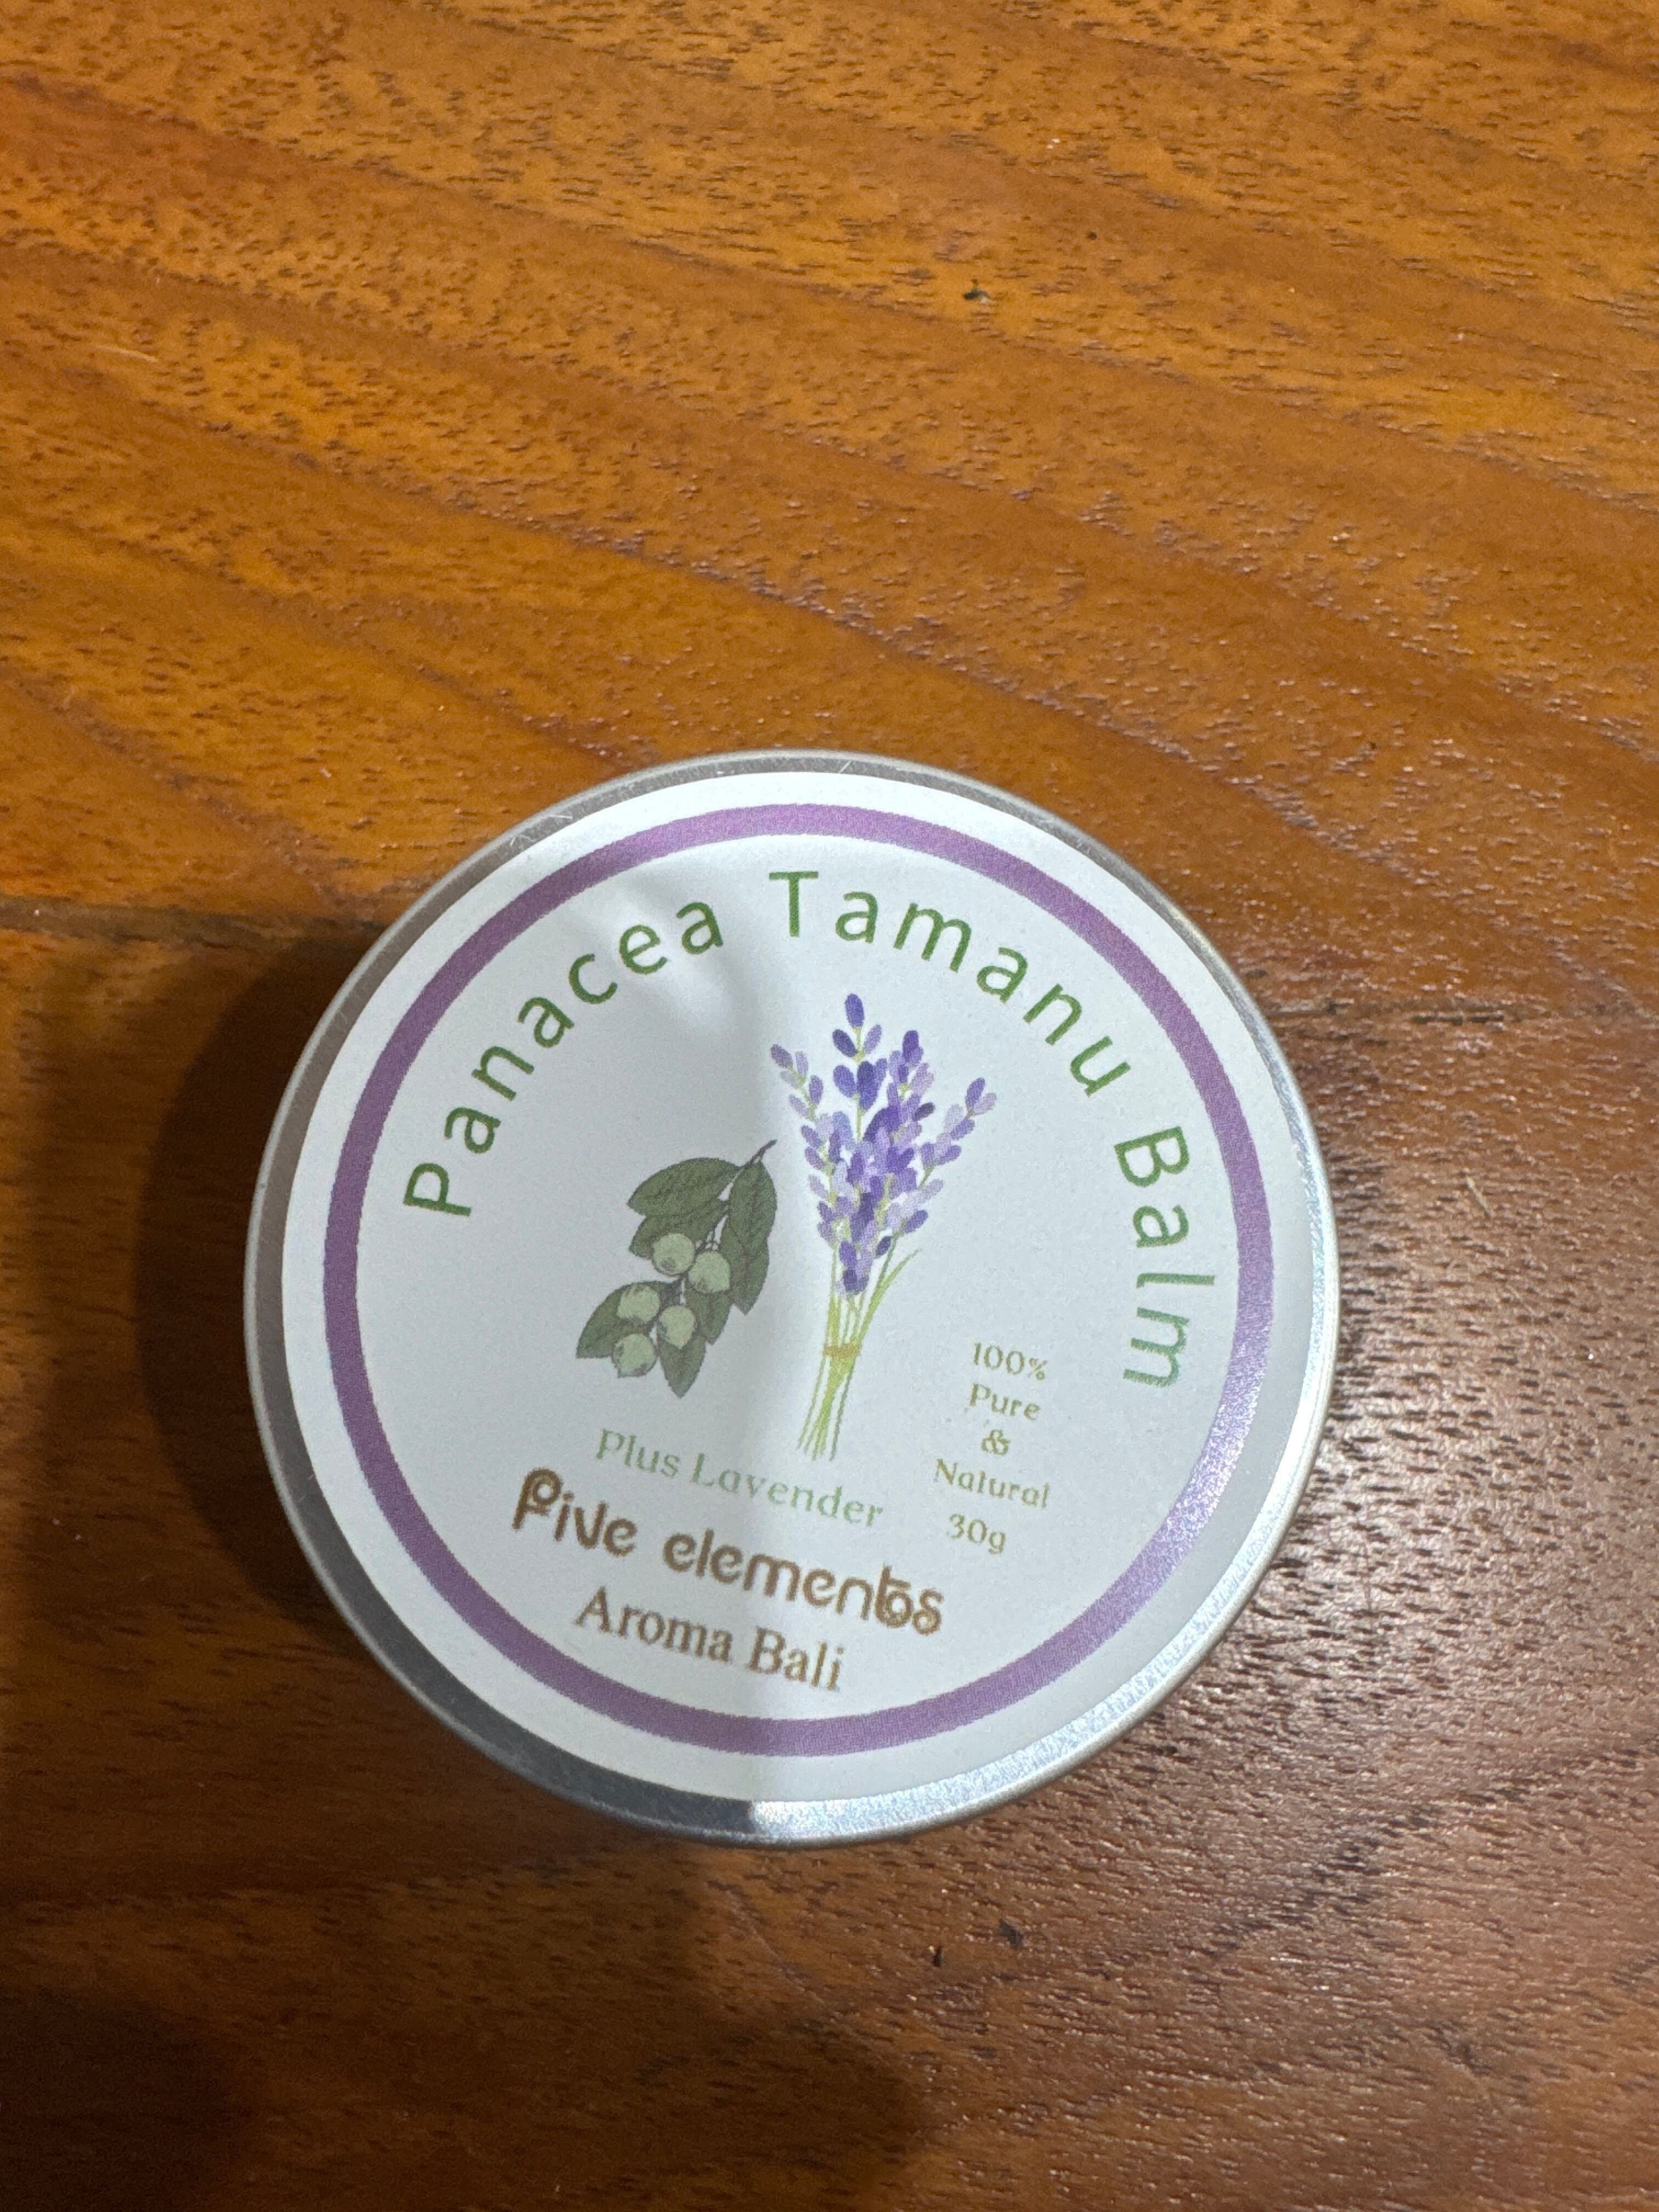 Panacea Tamanu Balm
100%
Pure
&
Natural
30g
Plus Lavender
Five elements
Aroma Bali